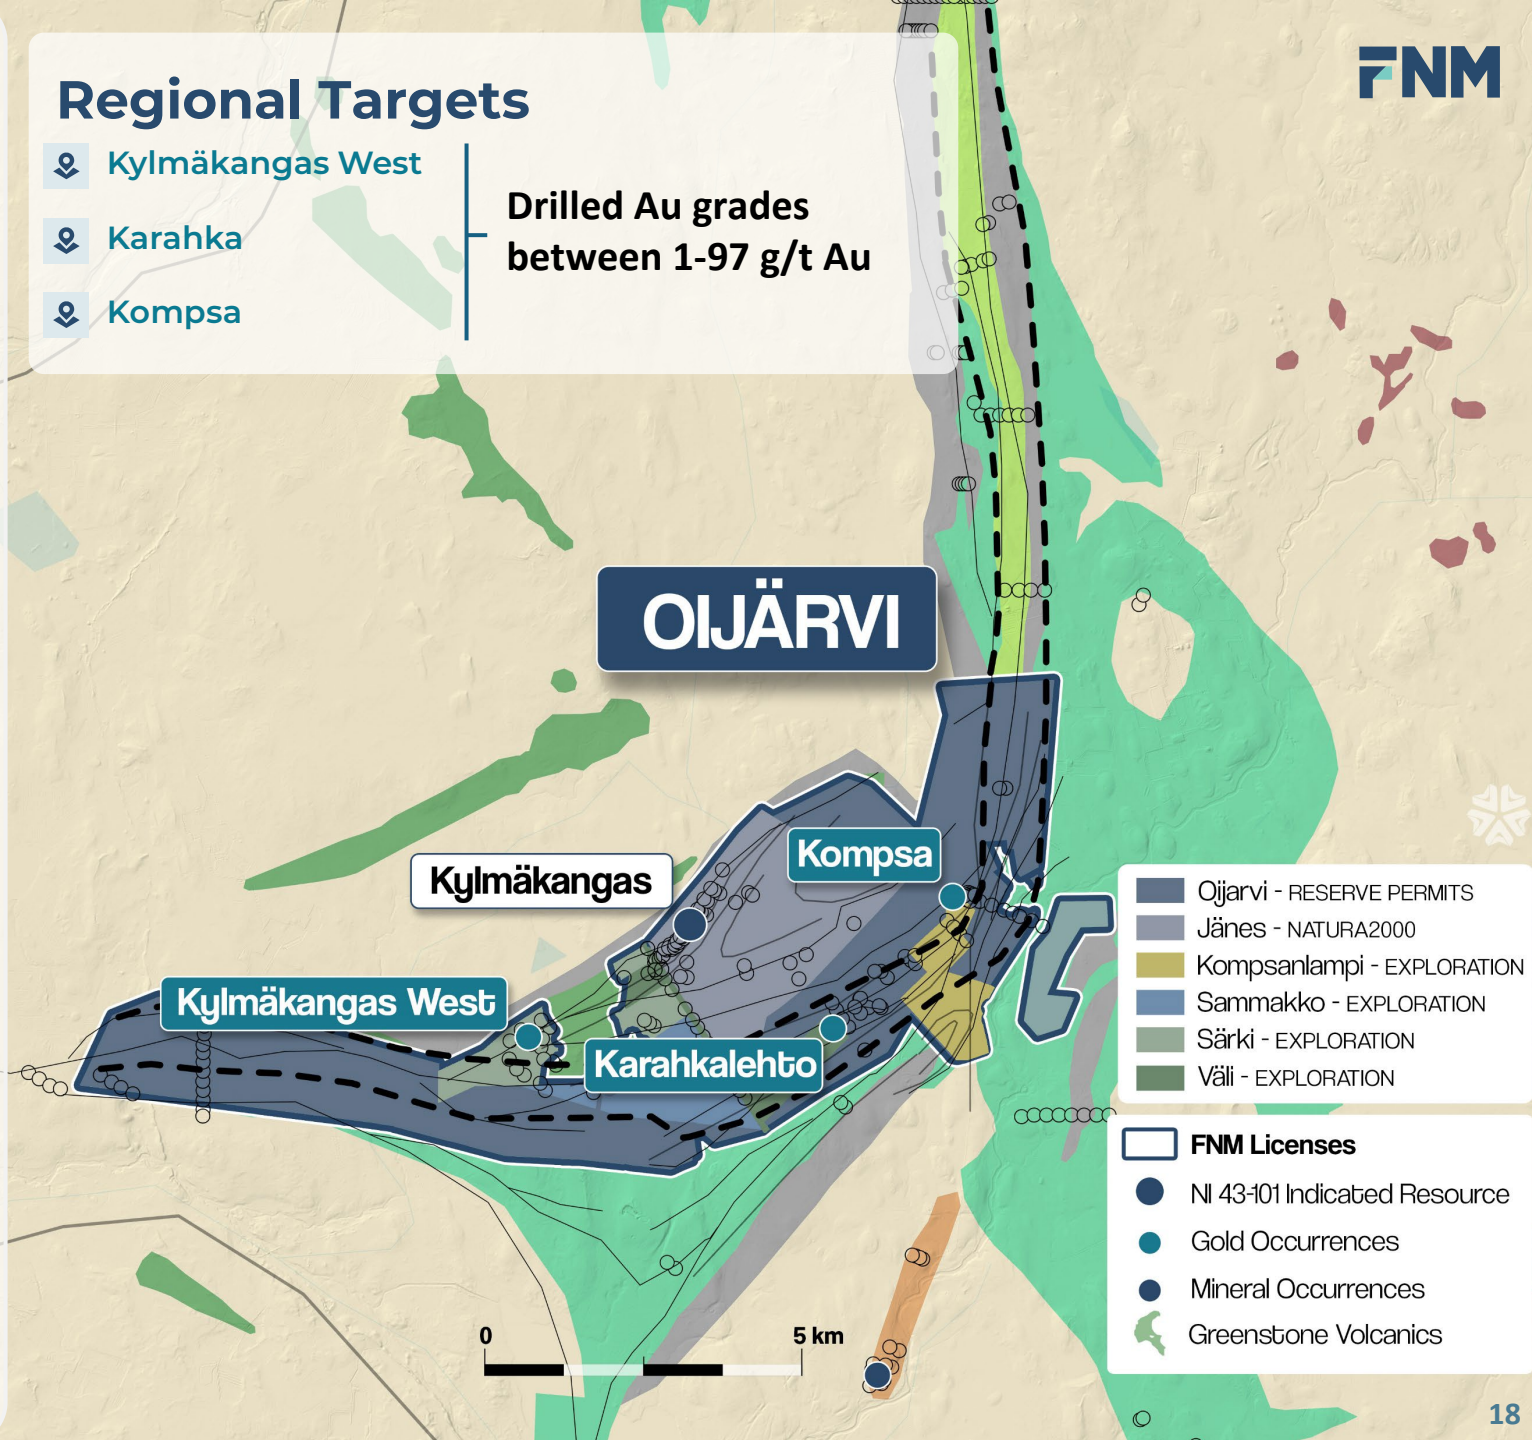 Regional Targets
Kylmäkangas West
Karahka
Kompsa
Drilled Au grades
between 1-97 g/t Au
FNM
OIJÄRVI
Kompsa
Kylmäkangas
Kylmäkangas West
Karahkalehto
Oijarvi - RESERVE PERMITS
Jänes - NATURA2000
Kompsanlampi - EXPLORATION
Sammakko - EXPLORATION
Särki - EXPLORATION
Väli - EXPLORATION
FNM Licenses
NI 43-101 Indicated Resource
Gold Occurrences
Mineral Occurrences
Greenstone Volcanics
0 5 km
18